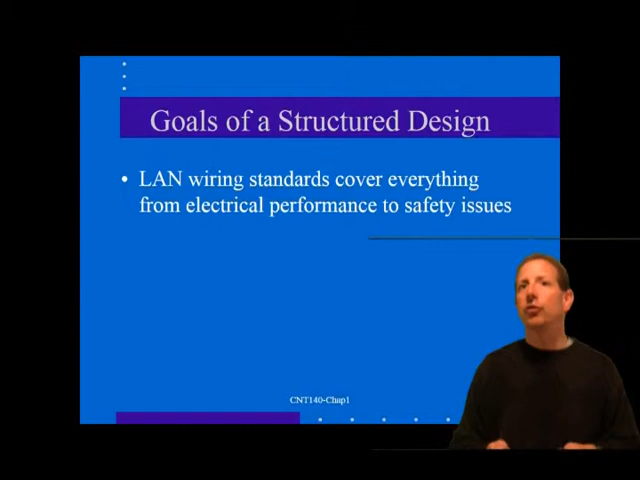 Goals of a Structured Design
• LAN wiring standards cover everything
from electrical performance to safety issues
CNT140-Chap1